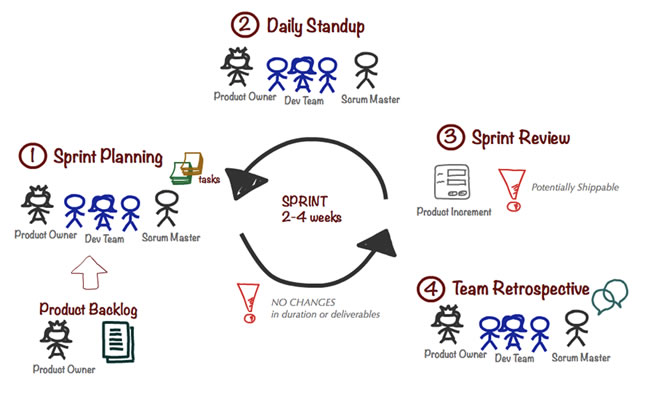 2 Daily Standup
Product Owner Dev Team Scrum Master
1 Sprint Planning
tasks
Product Owner Dev Team Scrum Master
Product Backlog
Product Owner
SPRINT
2-4 weeks
NO CHANGES
in duration or deliverables
3 Sprint Review
Potentially Shippable
Product Increment
4 Team Retrospective
Product Owner Dev Team Scrum Master